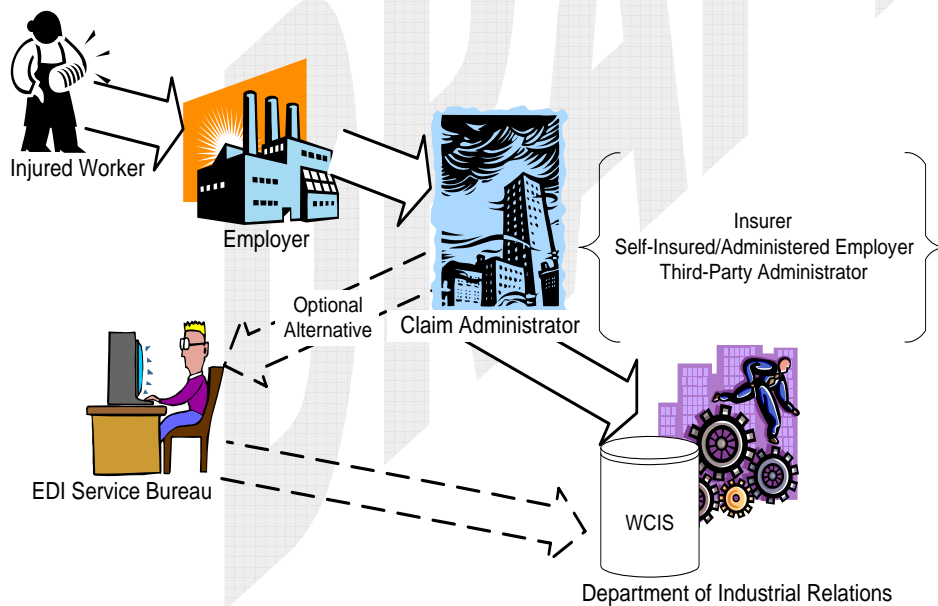 DRAFT
Injured Worker
Employer
Insurer
Self-Insured/Administered Employer
Third-Party Administrator
Optional
Alternative
Claim Administrator
EDI Service Bureau
WCIS
Department of Industrial Relations